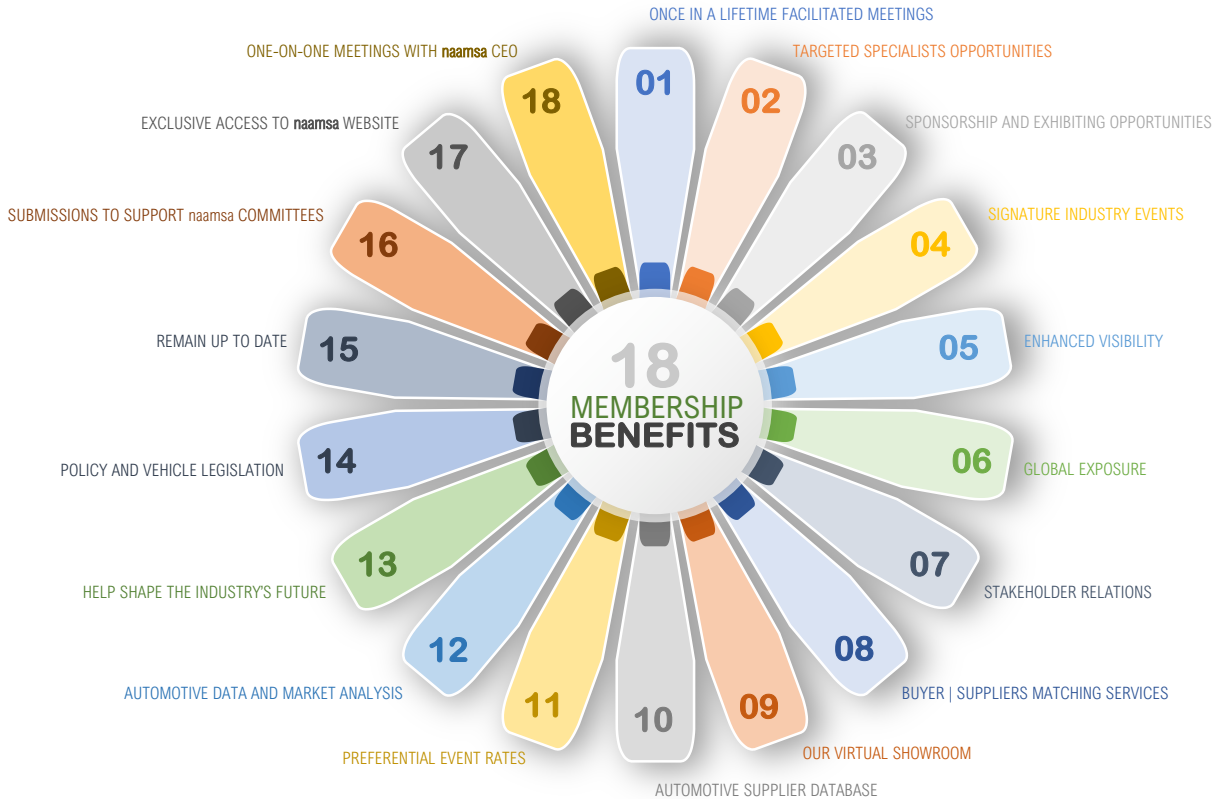 ONCE IN A LIFETIME FACILITATED MEETINGS
01
TARGETED SPECIALISTS OPPORTUNITIES
02
SPONSORSHIP AND EXHIBITING OPPORTUNITIES
03
SIGNATURE INDUSTRY EVENTS
04
ENHANCED VISIBILITY
05
GLOBAL EXPOSURE
06
STAKEHOLDER RELATIONS
07
BUYER | SUPPLIERS MATCHING SERVICES
08
OUR VIRTUAL SHOWROOM
09
AUTOMOTIVE SUPPLIER DATABASE
10
PREFERENTIAL EVENT RATES
11
AUTOMOTIVE DATA AND MARKET ANALYSIS
12
HELP SHAPE THE INDUSTRY'S FUTURE
13
POLICY AND VEHICLE LEGISLATION
14
REMAIN UP TO DATE
15
SUBMISSIONS TO SUPPORT naamsa COMMITTEES
16
EXCLUSIVE ACCESS TO naamsa WEBSITE
17
ONE-ON-ONE MEETINGS WITH naamsa CEO
18
18
MEMBERSHIP
BENEFITS